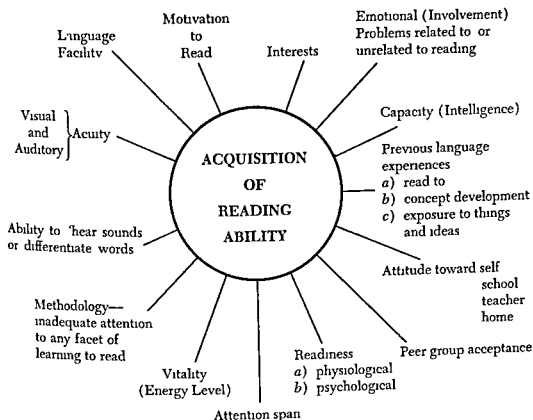 Motivation
to
Read
Language
Facility
Interests
Emotional (Involvement)
Problems related to or
unrelated to reading
Capacity (Intelligence)
Previous language
experiences
a) read to
b) concept development
c) exposure to things
and ideas
Attitude toward self
school
teacher
home
Peer group acceptance
Readiness
a) physiological
b) psychological
Attention span
Vitality
(Energy Level)
Methodology—
inadequate attention
to any facet of
learning to read
Ability to 'hear sounds
or differentiate words
Visual
and
Auditory } Acuity
ACQUISITION
OF
READING
ABILITY